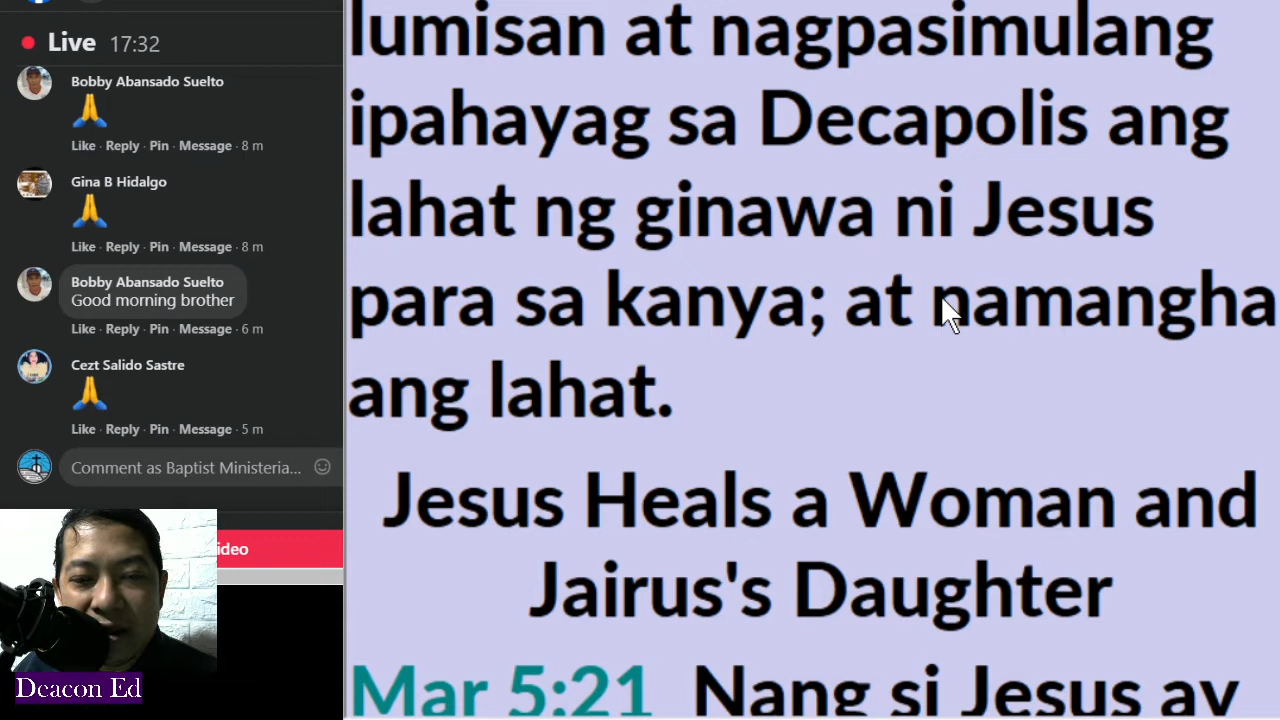 Live 17:32
Bobby Abansado Suelto
🙏
Like · Reply · Pin · Message · 8 m
Gina B Hidalgo
🙏
Like · Reply · Pin · Message · 8 m
Bobby Abansado Suelto
Good morning brother
Like · Reply · Pin · Message · 6 m
Cezt Salido Sastre
🙏
Like · Reply · Pin · Message · 5 m
Comment as Baptist Ministeria...
ideo
Deacon Ed
lumisan at nagpasimulang
ipahayag sa Decapolis ang
lahat ng ginawa ni Jesus
para sa kanya; at namangha
ang lahat.
Jesus Heals a Woman and
Jairus's Daughter
Mar 5:21 Nang si Jesus ay